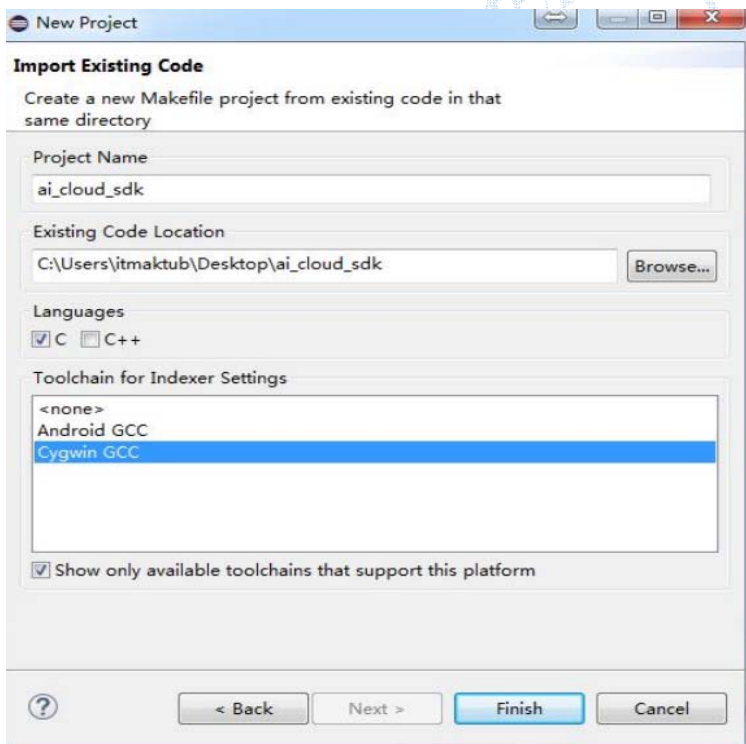 New Project
Import Existing Code
Create a new Makefile project from existing code in that
same directory
Project Name
ai_cloud_sdk
Existing Code Location
C:\Users\itmaktub\Desktop\ai_cloud_sdk
Browse...
Languages
C C++
Toolchain for Indexer Settings
<none>
Android GCC
Cygwin GCC
Show only available toolchains that support this platform
? < Back Next > Finish Cancel